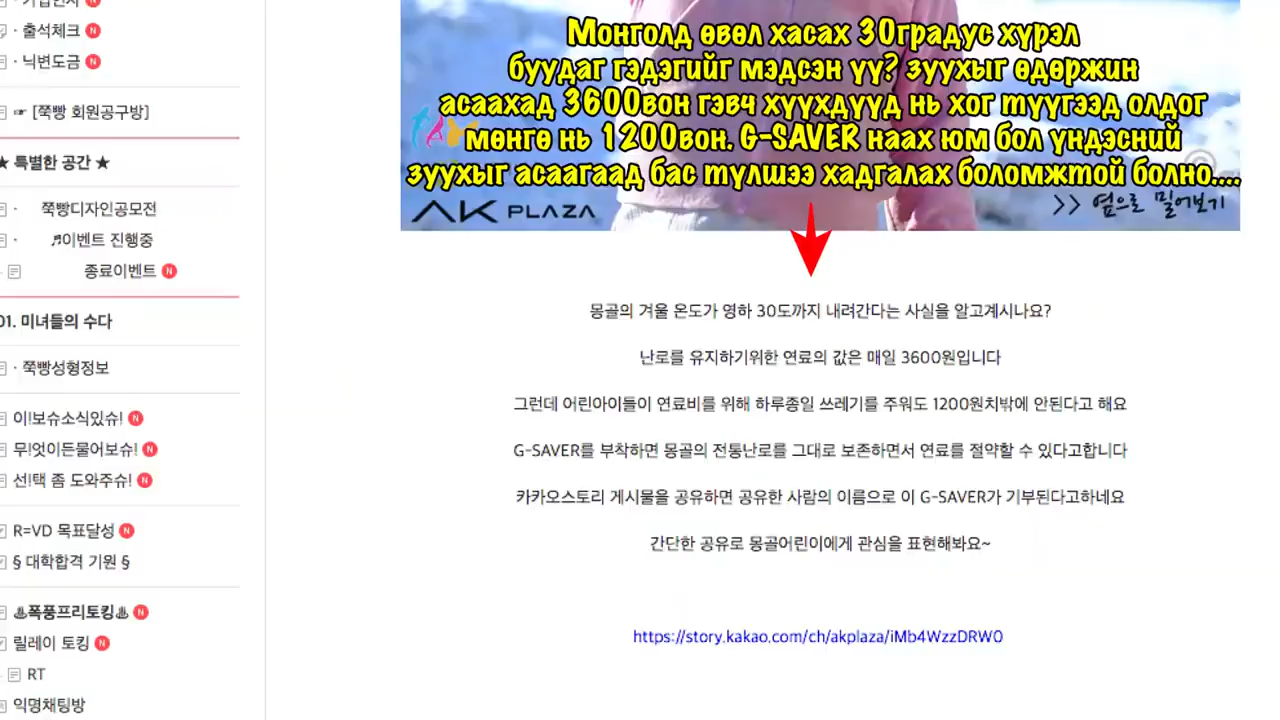 · 출석체크 N
· 닉변도금 N
☞ [쭉빵 회원공구방]
★ 특별한 공간 ★
· 쭉빵디자인공모전
· ♬이벤트 진행중
종료이벤트 N
01. 미녀들의 수다
· 쭉빵성형정보
이!보슈소식있슈! N
무!엇이든물어보슈! N
선!택 좀 도와주슈! N
R=VD 목표달성 N
§ 대학합격 기원 §
♨폭풍프리토킹♨ N
릴레이 토킹 N
RT
익명채팅방
Монголд өвөл хасах 30градус хүрэл
буудаг гэдэгийг мэдсэн үү? зуухыг өдөржин
асаахад 3600вон гэвч хүүхдүүд нь хог түүгээд олдог
мөнгө нь 1200вон. G-SAVER наах юм бол үндэсний
зуухыг асаагаад бас түлшээ хадгалах боломжтой болно....
AK PLAZA
>> 옆으로 밀어보기
몽골의 겨울 온도가 영하 30도까지 내려간다는 사실을 알고계시나요?
난로를 유지하기위한 연료의 값은 매일 3600원입니다
그런데 어린아이들이 연료비를 위해 하루종일 쓰레기를 주워도 1200원치밖에 안된다고 해요
G-SAVER를 부착하면 몽골의 전통난로를 그대로 보존하면서 연료를 절약할 수 있다고합니다
카카오스토리 게시물을 공유하면 공유한 사람의 이름으로 이 G-SAVER가 기부된다고하네요
간단한 공유로 몽골어린이에게 관심을 표현해봐요~
https://story.kakao.com/ch/akplaza/iMb4WzzDRW0